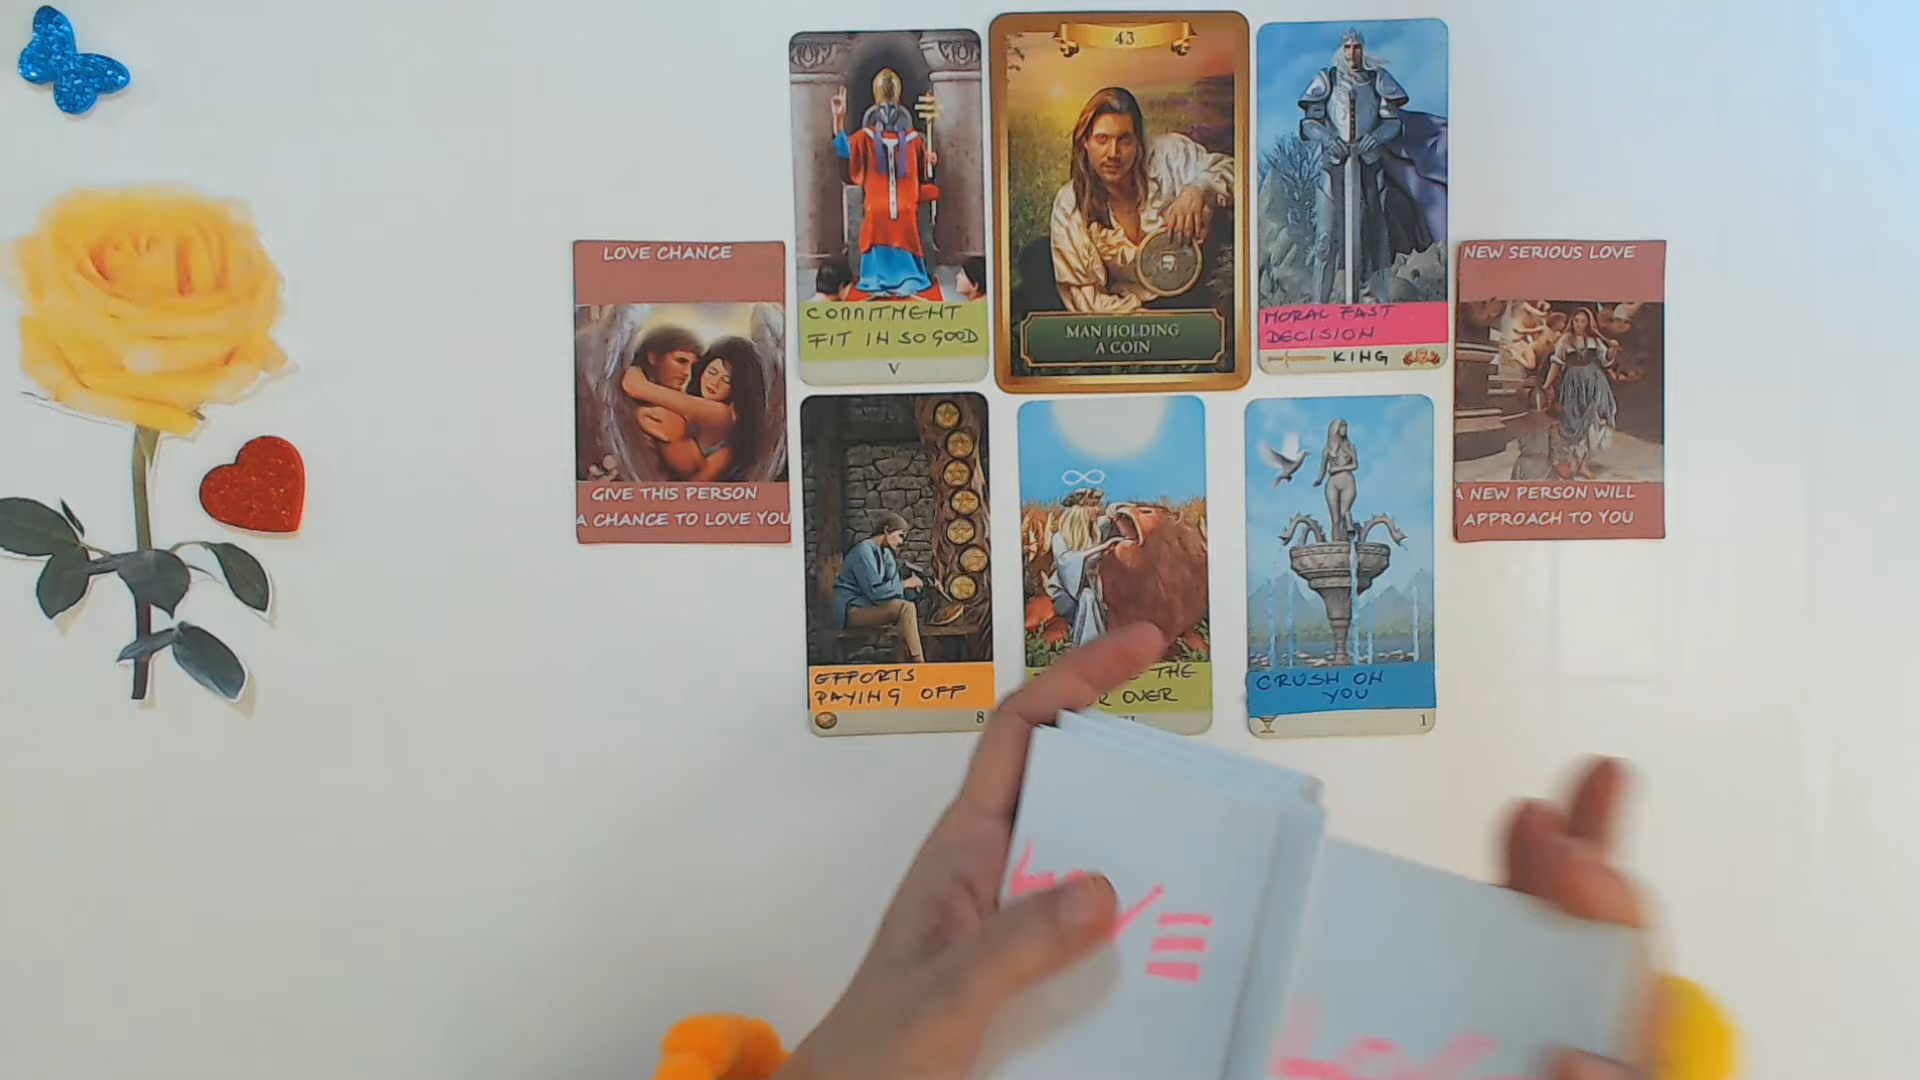 LOVE CHANCE
GIVE THIS PERSON
A CHANCE TO LOVE YOU
COMMITMENT
FIT IN SO GOOD
V
43
MAN HOLDING
A COIN
MORAL FAST
DECISION
KING
NEW SERIOUS LOVE
A NEW PERSON WILL
APPROACH TO YOU
EFFORTS
PAYING OFF
8
THE
OVER
CRUSH ON
YOU
1